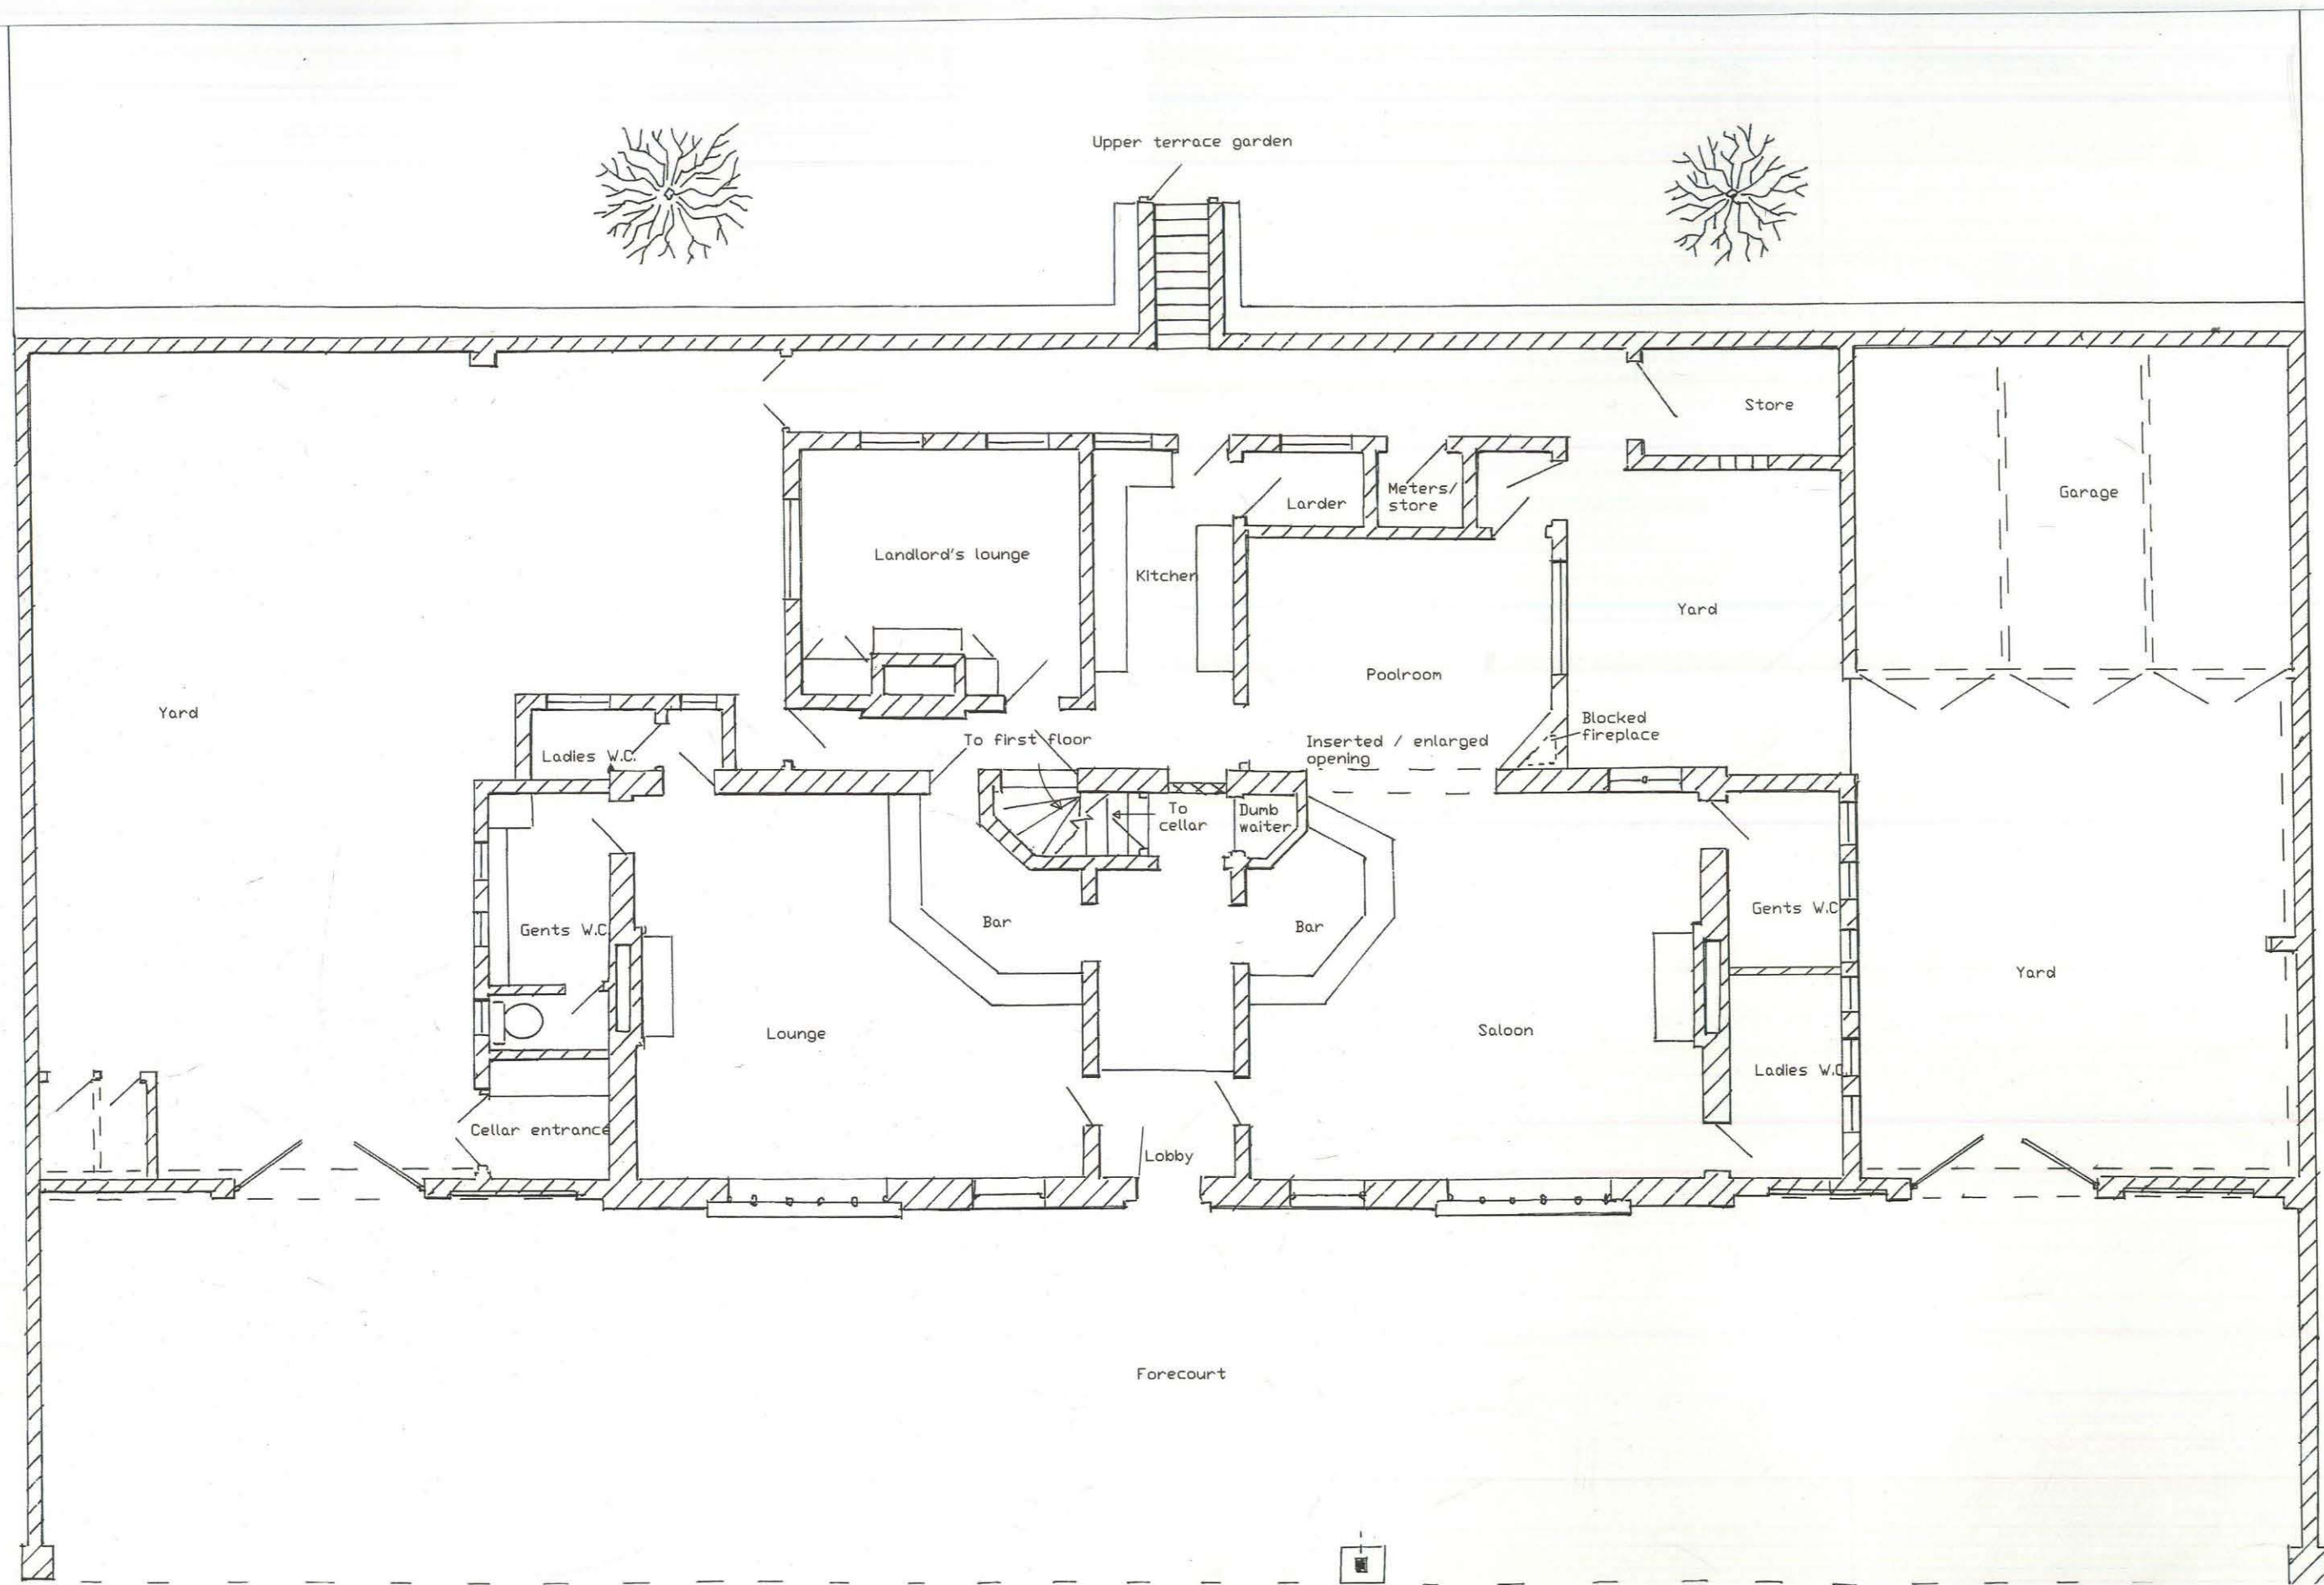 Upper terrace garden
Store
Garage
Larder
Meters/
store
Landlord's lounge
Kitchen
Yard
Poolroom
Yard
Blocked
fireplace
To first floor
Inserted / enlarged
opening
Ladies W.C.
To
cellar
Dumb
waiter
Gents W.C
Bar
Bar
Gents W.C
Yard
Lounge
Saloon
Ladies W.C.
Cellar entrance
Lobby
Forecourt